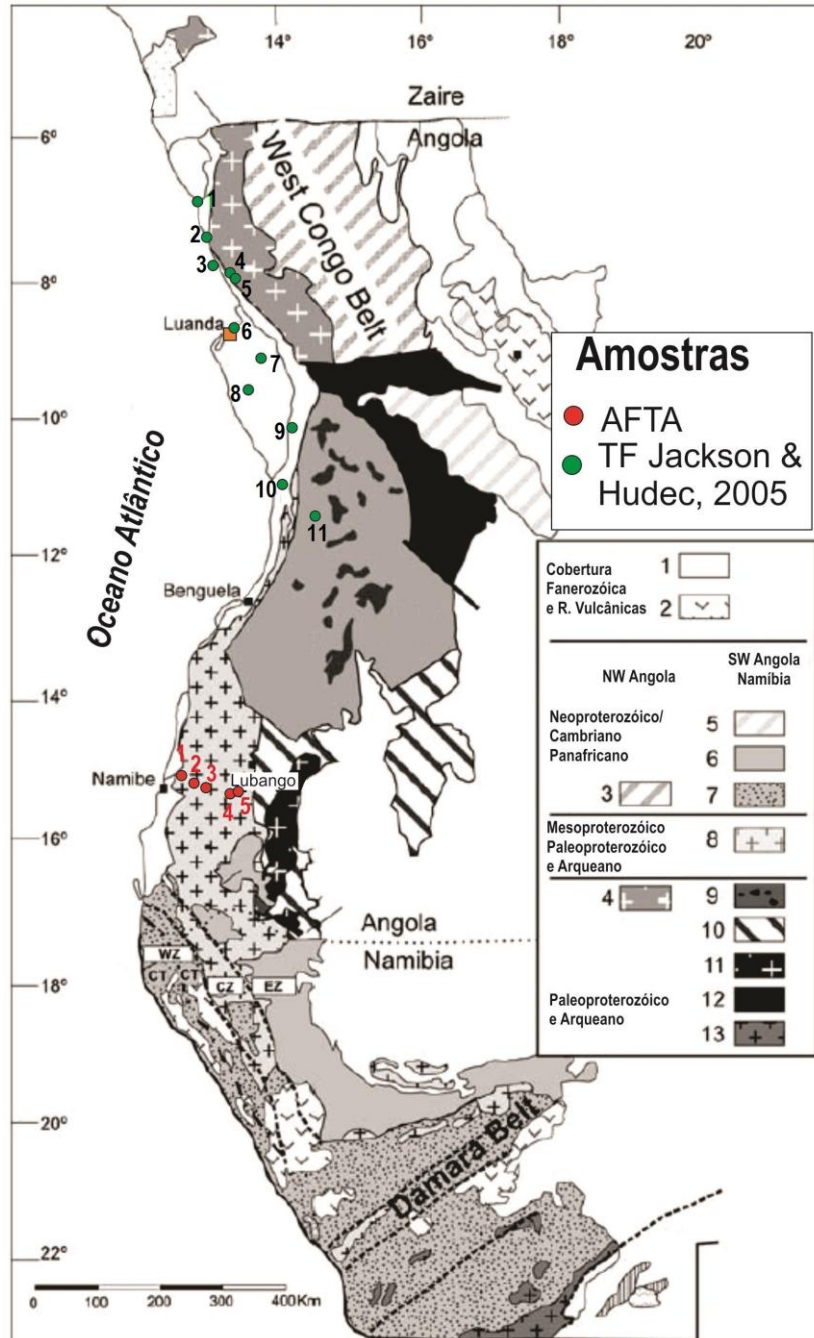 14°
16°
18°
20°
Zaire
Angola
6°
8°
10°
12°
14°
16°
18°
20°
22°
West Congo Belt
1
2
3
4
5
Luanda
6
7
8
9
10
11
Oceano Atlântico
Benguela
Namibe
1
2
3
Lubango
4
5
Angola
Namibia
WZ
CT
CT
CZ
EZ
Damara Belt
0
100
200
300
400Km
Amostras
AFTA
TF Jackson &
Hudec, 2005
Cobertura
Fanerozóica
e R. Vulcânicas
1
2
NW Angola
SW Angola
Namíbia
Neoproterozóico/
Cambriano
Panafricano
3
5
6
7
Mesoproterozóico
Paleoproterozóico
e Arqueano
8
4
9
10
11
12
13
Paleoproterozóico
e Arqueano